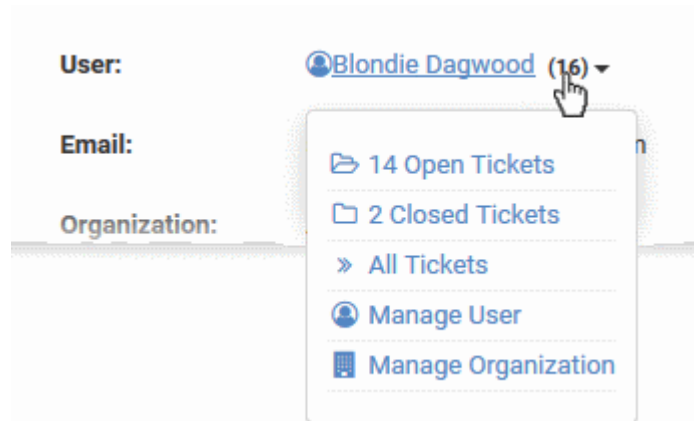 User: Blondie Dagwood (16)
Email: n
14 Open Tickets
2 Closed Tickets
Organization:
All Tickets
Manage User
Manage Organization